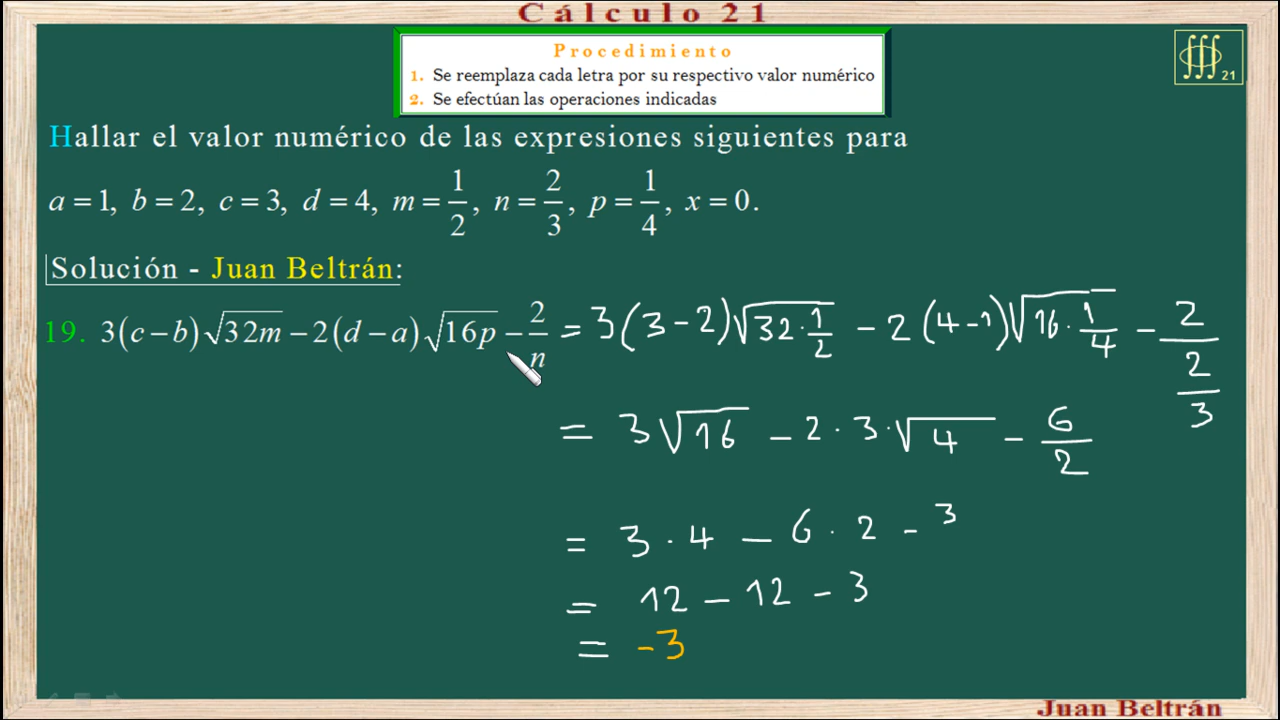 Cálculo 21
Procedimiento
1. Se reemplaza cada letra por su respectivo valor numérico
2. Se efectúan las operaciones indicadas
∫∫∫ 21
Hallar el valor numérico de las expresiones siguientes para
a = 1, b = 2, c = 3, d = 4, m = 1/2, n = 2/3, p = 1/4, x = 0.
Solución - Juan Beltrán:
19. 3(c − b)√(32m) − 2(d − a)√(16p) − 2/n = 3(3 − 2)√(32 · 1/2) − 2(4 − 1)√(16 · 1/4) − 2/(2/3)
= 3√16 − 2 · 3 · √4 − 6/2
= 3 · 4 − 6 · 2 − 3
= 12 − 12 − 3
= −3
Juan Beltrán